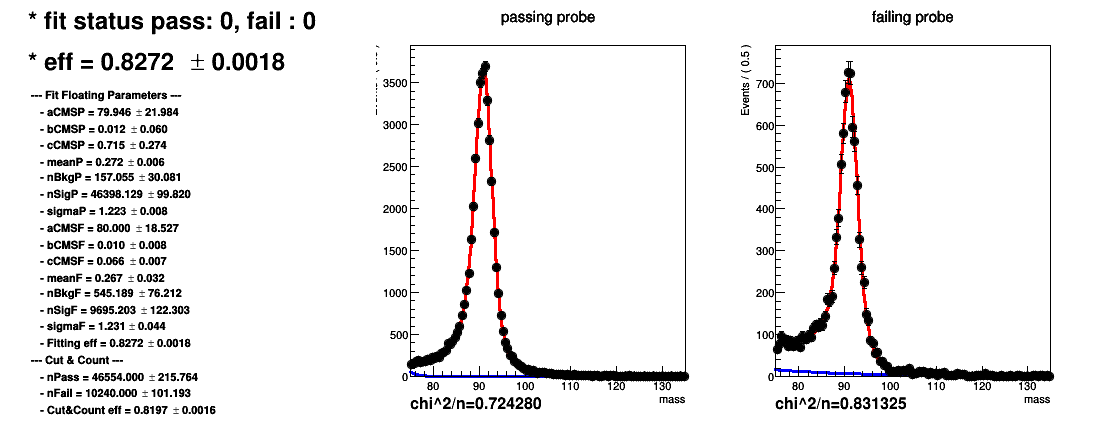 * fit status pass: 0, fail : 0
* eff = 0.8272 ± 0.0018
--- Fit Floating Parameters ---
- aCMSP = 79.946 ± 21.984
- bCMSP = 0.012 ± 0.060
- cCMSP = 0.715 ± 0.274
- meanP = 0.272 ± 0.006
- nBkgP = 157.055 ± 30.081
- nSigP = 46398.129 ± 99.820
- sigmaP = 1.223 ± 0.008
- aCMSF = 80.000 ± 18.527
- bCMSF = 0.010 ± 0.008
- cCMSF = 0.066 ± 0.007
- meanF = 0.267 ± 0.032
- nBkgF = 545.189 ± 76.212
- nSigF = 9695.203 ± 122.303
- sigmaF = 1.231 ± 0.044
- Fitting eff = 0.8272 ± 0.0018
--- Cut & Count ---
- nPass = 46554.000 ± 215.764
- nFail = 10240.000 ± 101.193
- Cut&Count eff = 0.8197 ± 0.0016
passing probe
3500
3000
2500
2000
1500
1000
500
0
80 90 100 110 120 130
mass
chi^2/n=0.724280
failing probe
Events / ( 0.5 )
700
600
500
400
300
200
100
0
80 90 100 110 120 130
mass
chi^2/n=0.831325